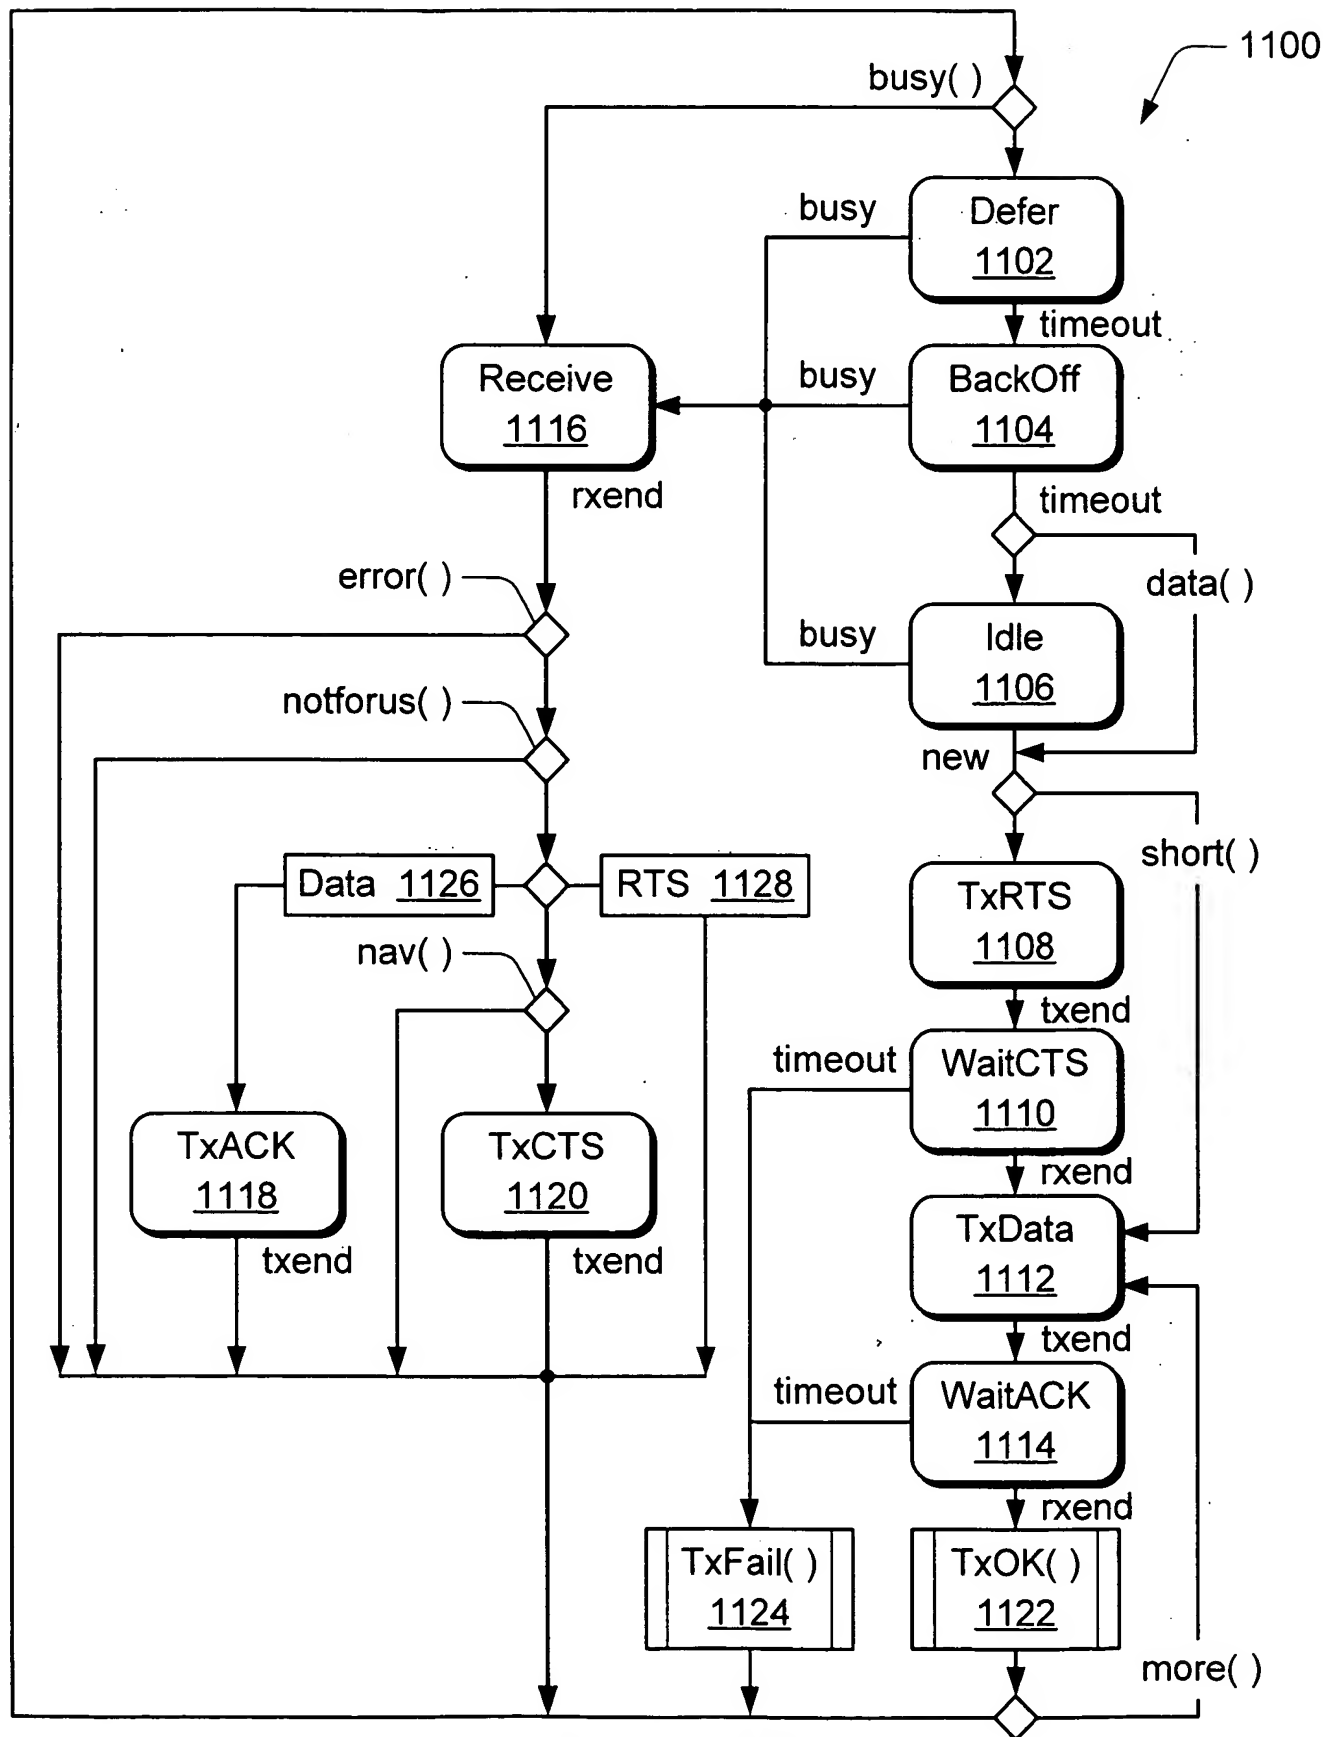 1100
busy( )
Defer
1102
busy
timeout
Receive
1116
busy
BackOff
1104
rxend
timeout
error( )
data( )
busy
Idle
1106
notforus( )
new
short( )
Data 1126
RTS 1128
TxRTS
1108
nav( )
txend
timeout
WaitCTS
1110
TxACK
1118
TxCTS
1120
rxend
txend
txend
TxData
1112
txend
timeout
WaitACK
1114
rxend
TxFail( )
1124
TxOK( )
1122
more( )